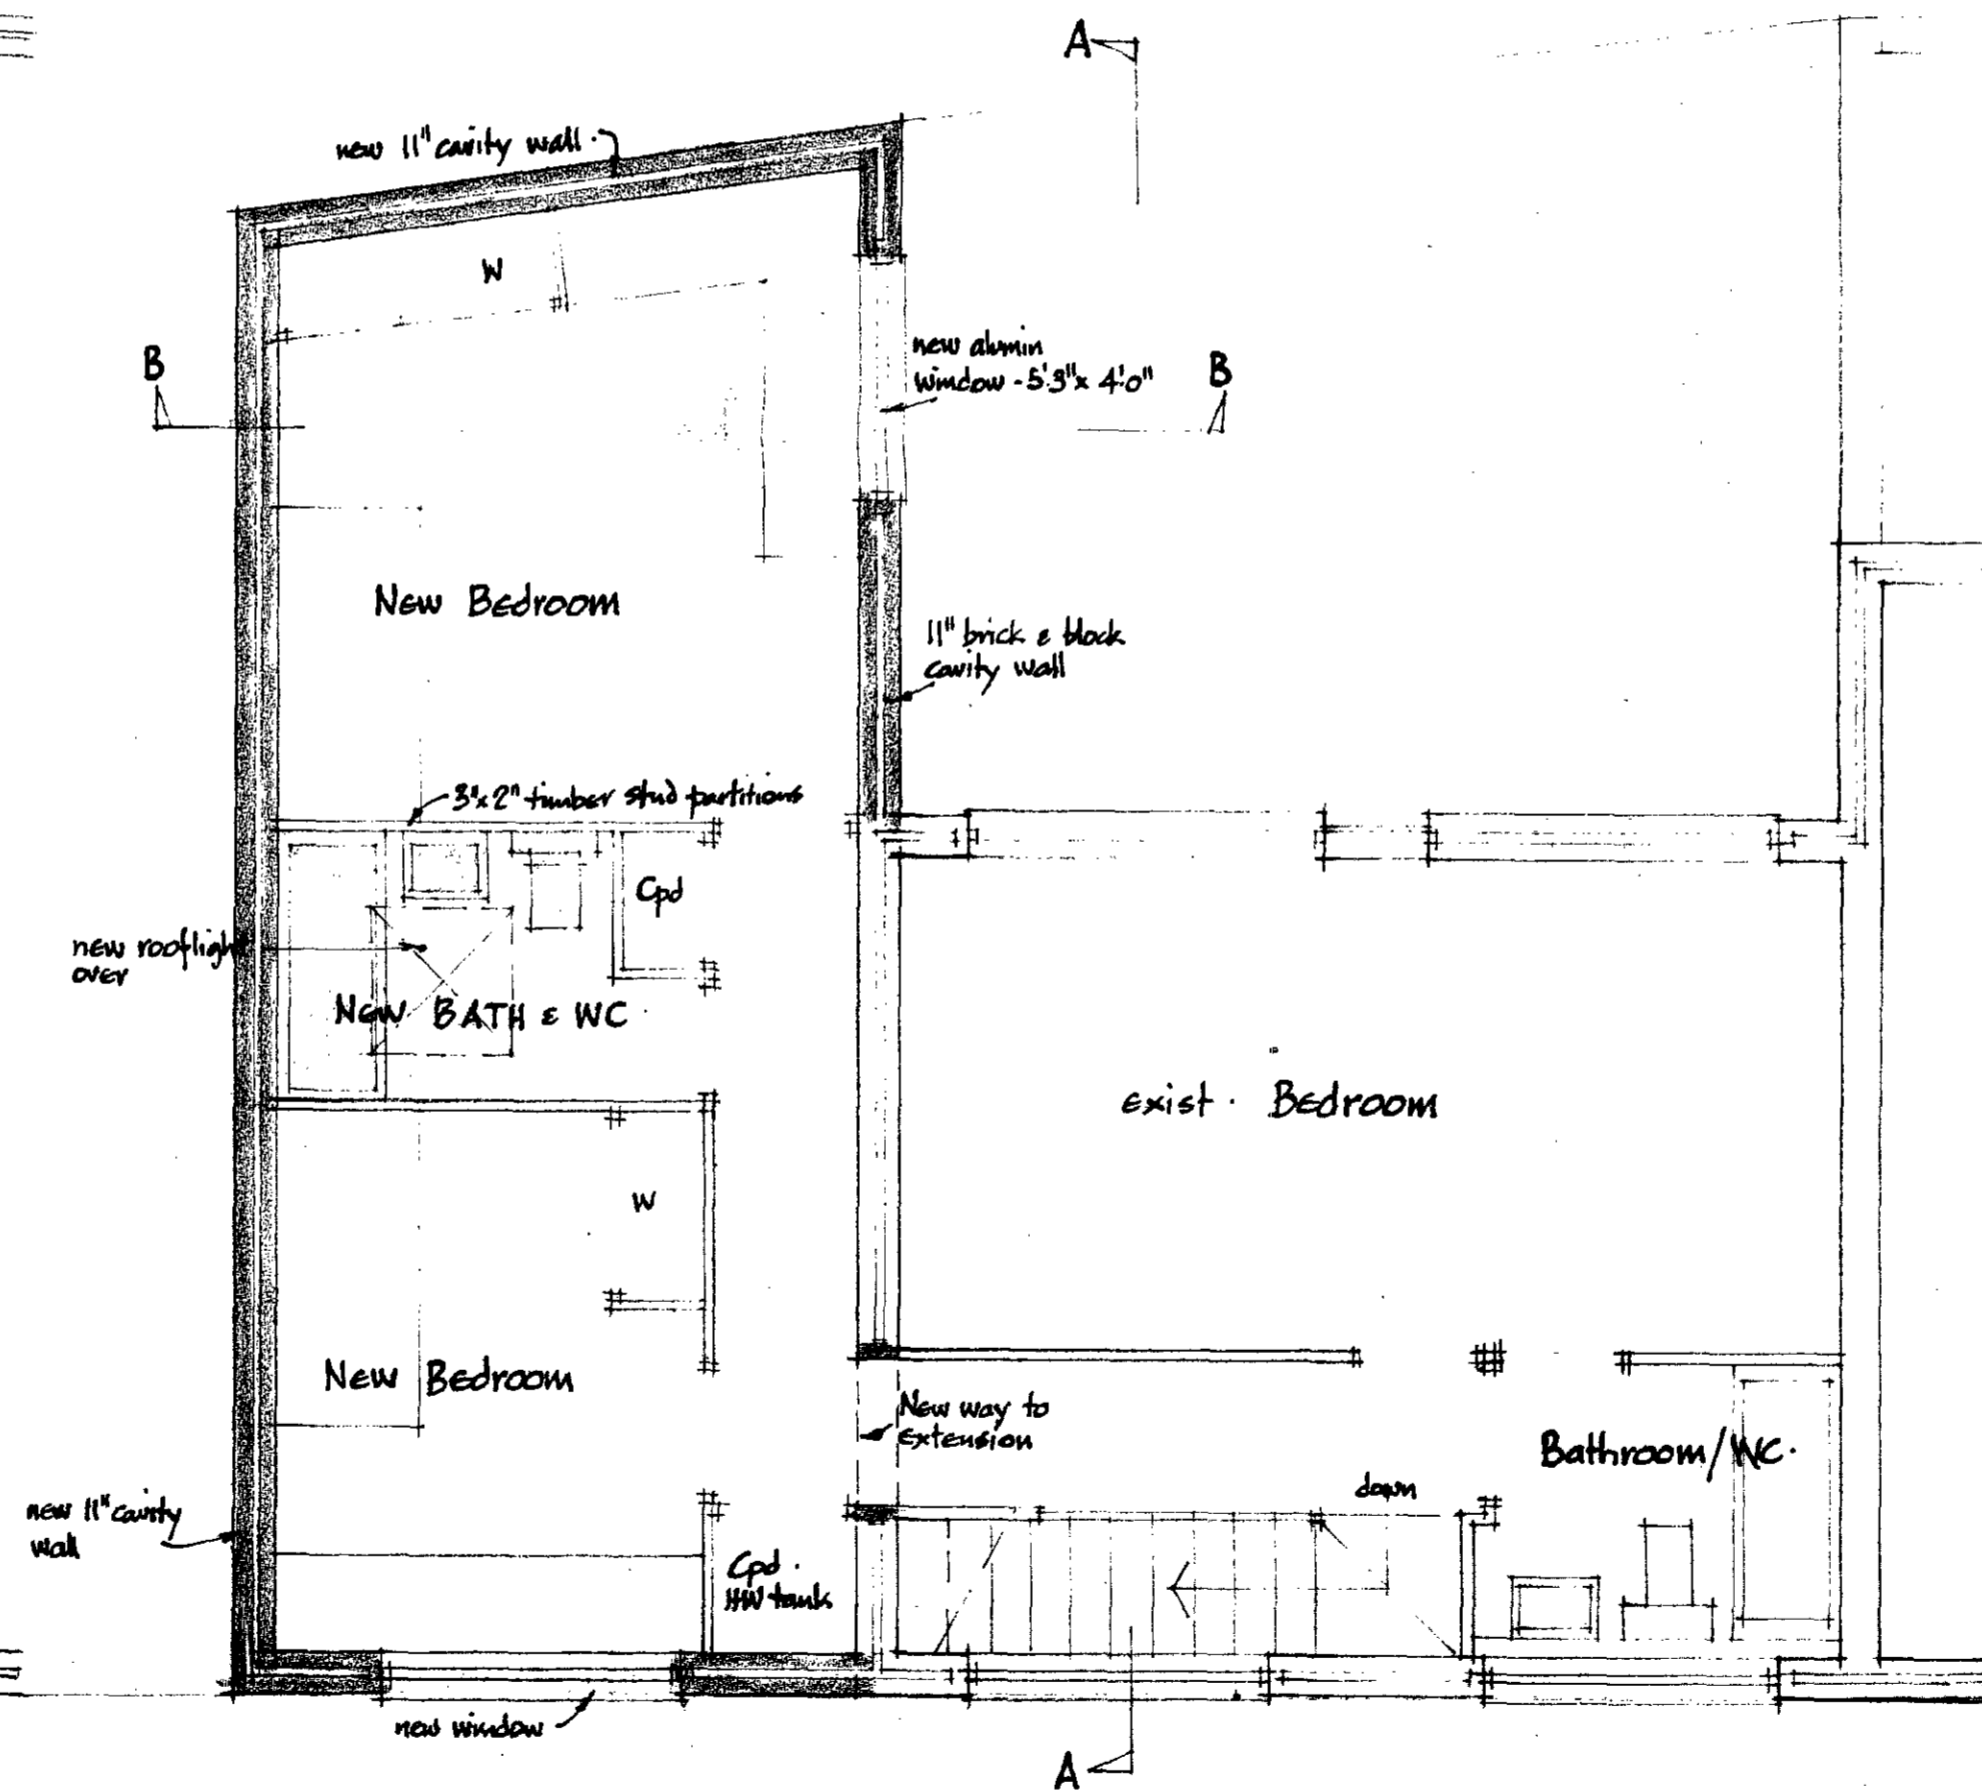 A
new 11" cavity wall.
W
B
new alumin
window - 5'3" x 4'0"
B
New Bedroom
11" brick & block
cavity wall
3"x2" timber stud partitions
Cpd
new rooflight
over
New BATH & WC.
exist. Bedroom
W
New Bedroom
New way to
extension
Bathroom/WC.
down
new 11" cavity
wall
Cpd.
HW tank
new window
A